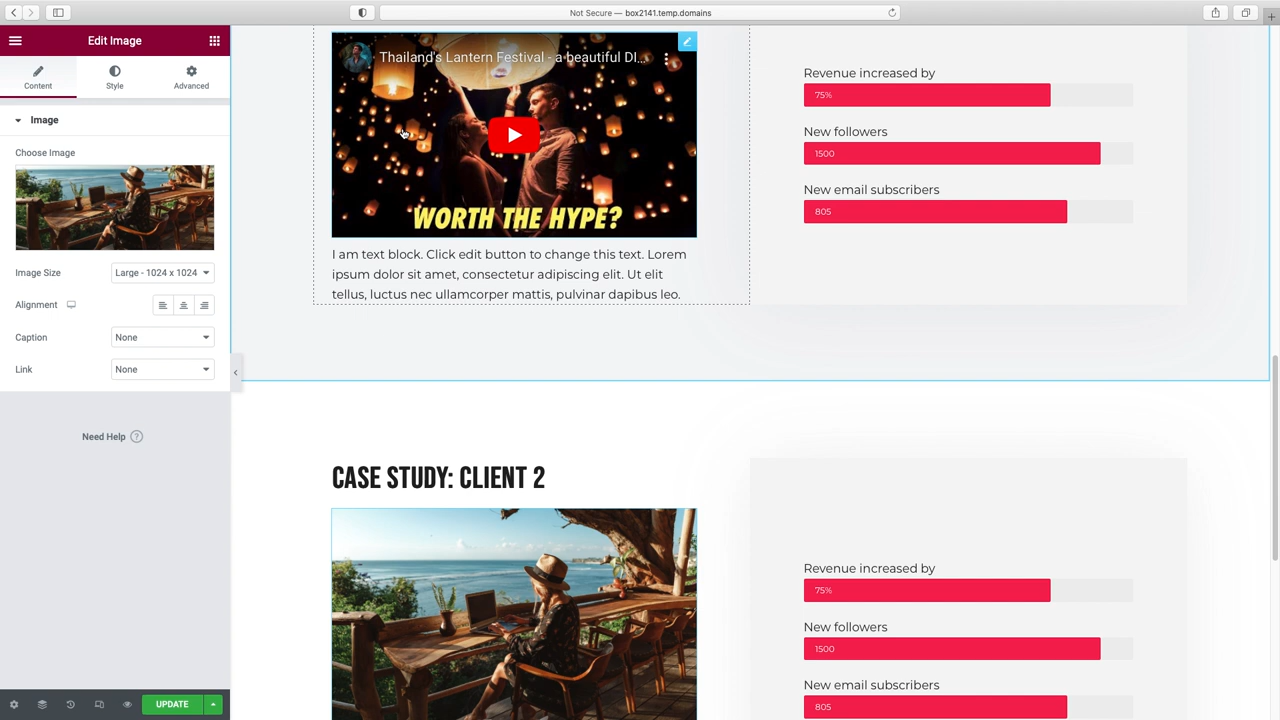 Not Secure — box2141.temp.domains
Edit Image
Content
Style
Advanced
Image
Choose Image
Image Size
Large - 1024 x 1024
Alignment
Caption
None
Link
None
Need Help ?
UPDATE
Thailand's Lantern Festival - a beautiful DI...
WORTH THE HYPE?
I am text block. Click edit button to change this text. Lorem
ipsum dolor sit amet, consectetur adipiscing elit. Ut elit
tellus, luctus nec ullamcorper mattis, pulvinar dapibus leo.
Revenue increased by
75%
New followers
1500
New email subscribers
805
CASE STUDY: CLIENT 2
Revenue increased by
75%
New followers
1500
New email subscribers
805